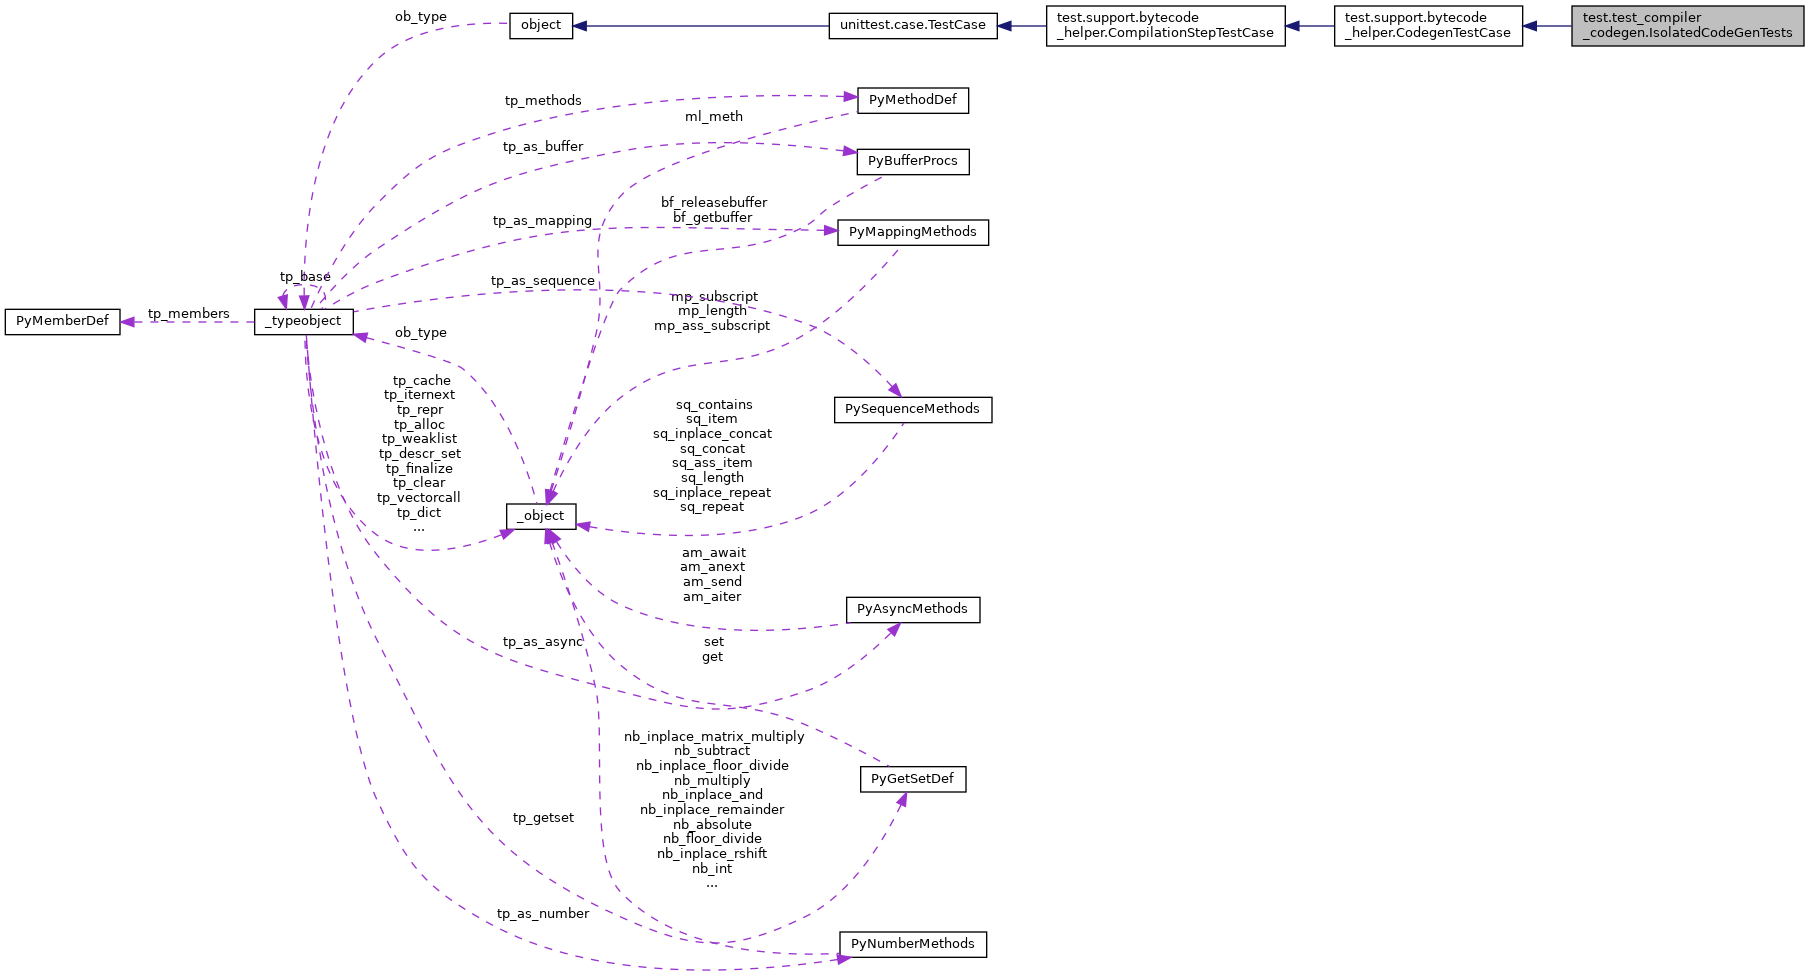 ob_type
object
unittest.case.TestCase
test.support.bytecode
_helper.CompilationStepTestCase
test.support.bytecode
_helper.CodegenTestCase
test.test_compiler
_codegen.IsolatedCodeGenTests
tp_methods
PyMethodDef
ml_meth
tp_as_buffer
PyBufferProcs
bf_releasebuffer
bf_getbuffer
tp_as_mapping
PyMappingMethods
tp_base
tp_as_sequence
mp_subscript
mp_length
mp_ass_subscript
PyMemberDef
tp_members
_typeobject
ob_type
tp_cache
tp_iternext
tp_repr
tp_alloc
tp_weaklist
tp_descr_set
tp_finalize
tp_clear
tp_vectorcall
tp_dict
...
sq_contains
sq_item
sq_inplace_concat
sq_concat
sq_ass_item
sq_length
sq_inplace_repeat
sq_repeat
PySequenceMethods
_object
am_await
am_anext
am_send
am_aiter
PyAsyncMethods
tp_as_async
set
get
nb_inplace_matrix_multiply
nb_subtract
nb_inplace_floor_divide
nb_multiply
nb_inplace_and
nb_inplace_remainder
nb_absolute
nb_floor_divide
nb_inplace_rshift
nb_int
...
PyGetSetDef
tp_getset
tp_as_number
PyNumberMethods